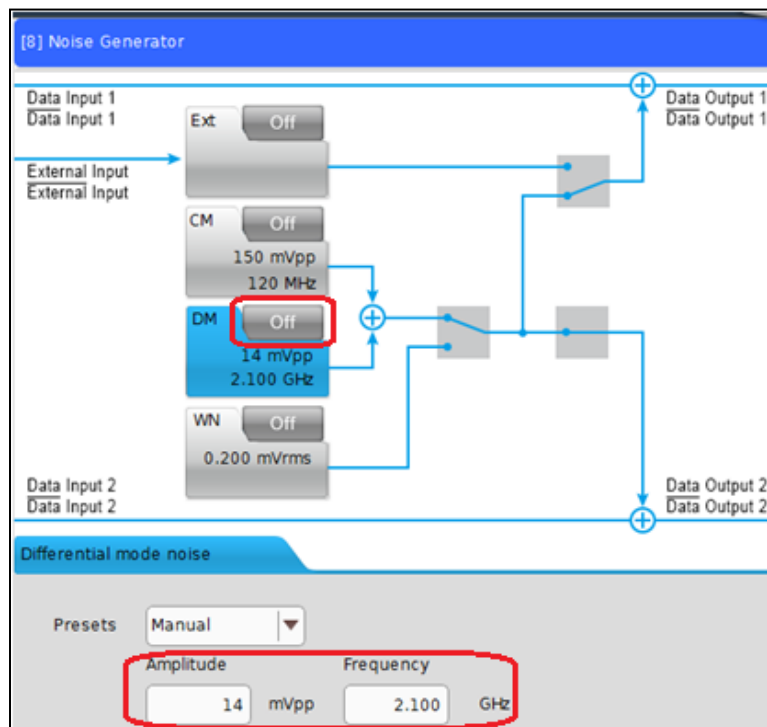 [8] Noise Generator
Data Input 1
Data Input 1
Data Output 1
Data Output 1
Ext
Off
External Input
External Input
CM
Off
150 mVpp
120 MHz
DM
Off
14 mVpp
2.100 GHz
WN
Off
0.200 mVrms
Data Input 2
Data Input 2
Data Output 2
Data Output 2
Differential mode noise
Presets Manual
Amplitude Frequency
14 mVpp 2.100 GHz